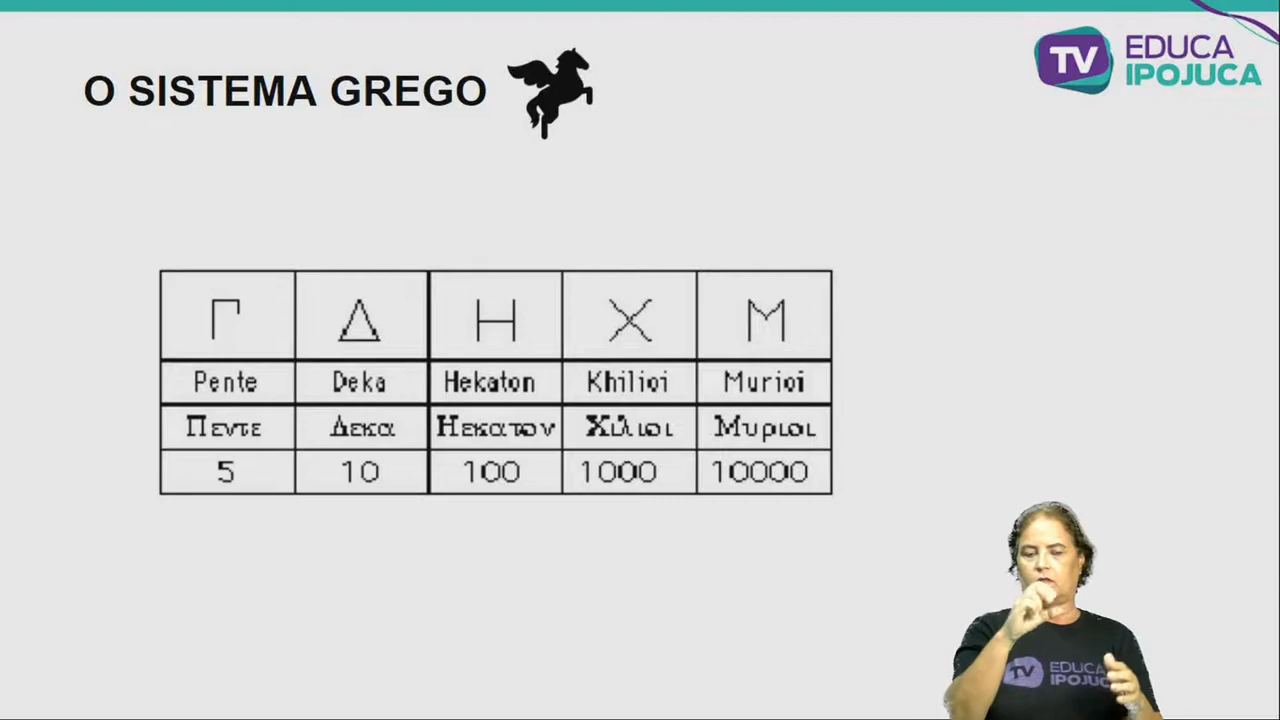 O SISTEMA GREGO
TV EDUCA
IPOJUCA
Γ Δ Η Χ Μ
Pente Deka Hekaton Khilioi Murioi
Πεντε Δεκα Ηεκατον Χιλιοι Μυριοι
5 10 100 1000 10000
TV EDUCA
IPOJUCA